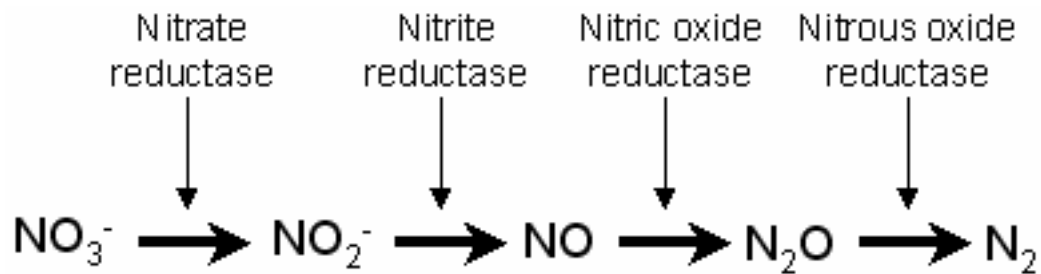 Nitrate
reductase
Nitrite
reductase
Nitric oxide
reductase
Nitrous oxide
reductase
NO₃⁻ NO₂⁻ NO N₂O N₂